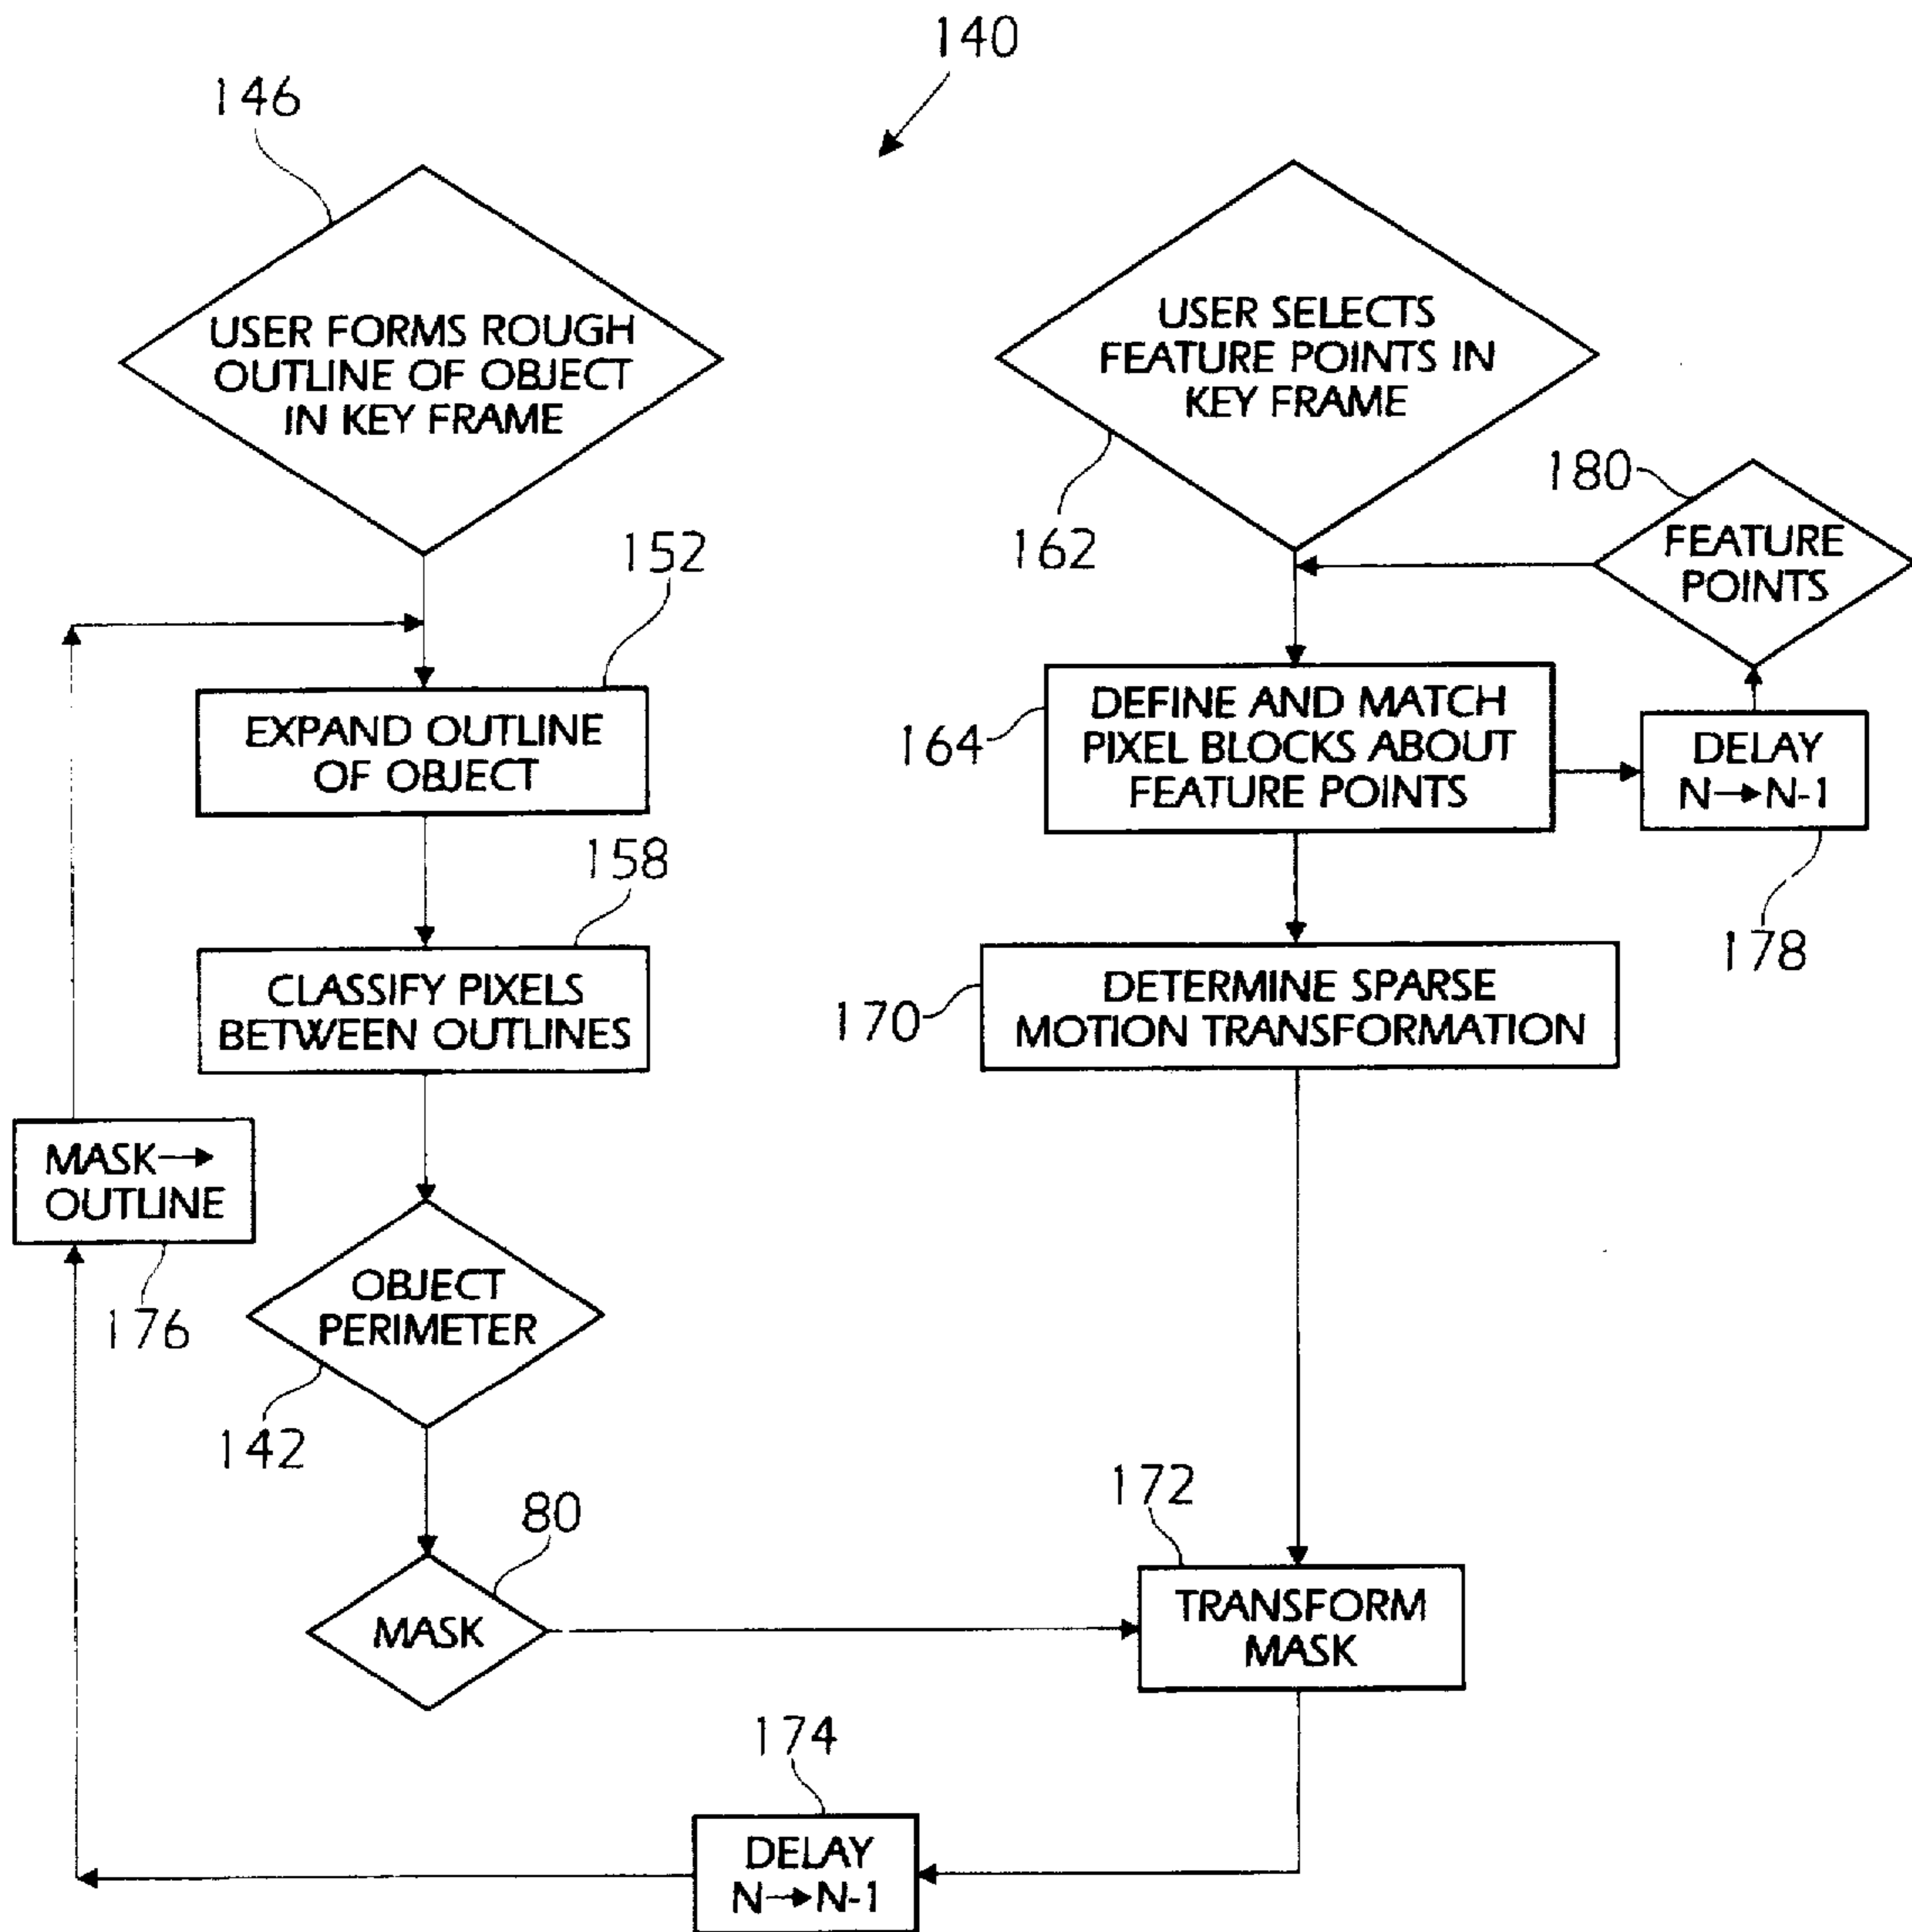 140
146
USER FORMS ROUGH
OUTLINE OF OBJECT
IN KEY FRAME
USER SELECTS
FEATURE POINTS IN
KEY FRAME
162
180
FEATURE
POINTS
152
EXPAND OUTLINE
OF OBJECT
164
DEFINE AND MATCH
PIXEL BLOCKS ABOUT
FEATURE POINTS
DELAY
N→N-1
178
158
CLASSIFY PIXELS
BETWEEN OUTLINES
170
DETERMINE SPARSE
MOTION TRANSFORMATION
MASK→
OUTLINE
176
OBJECT
PERIMETER
142
80
MASK
172
TRANSFORM
MASK
174
DELAY
N→N-1